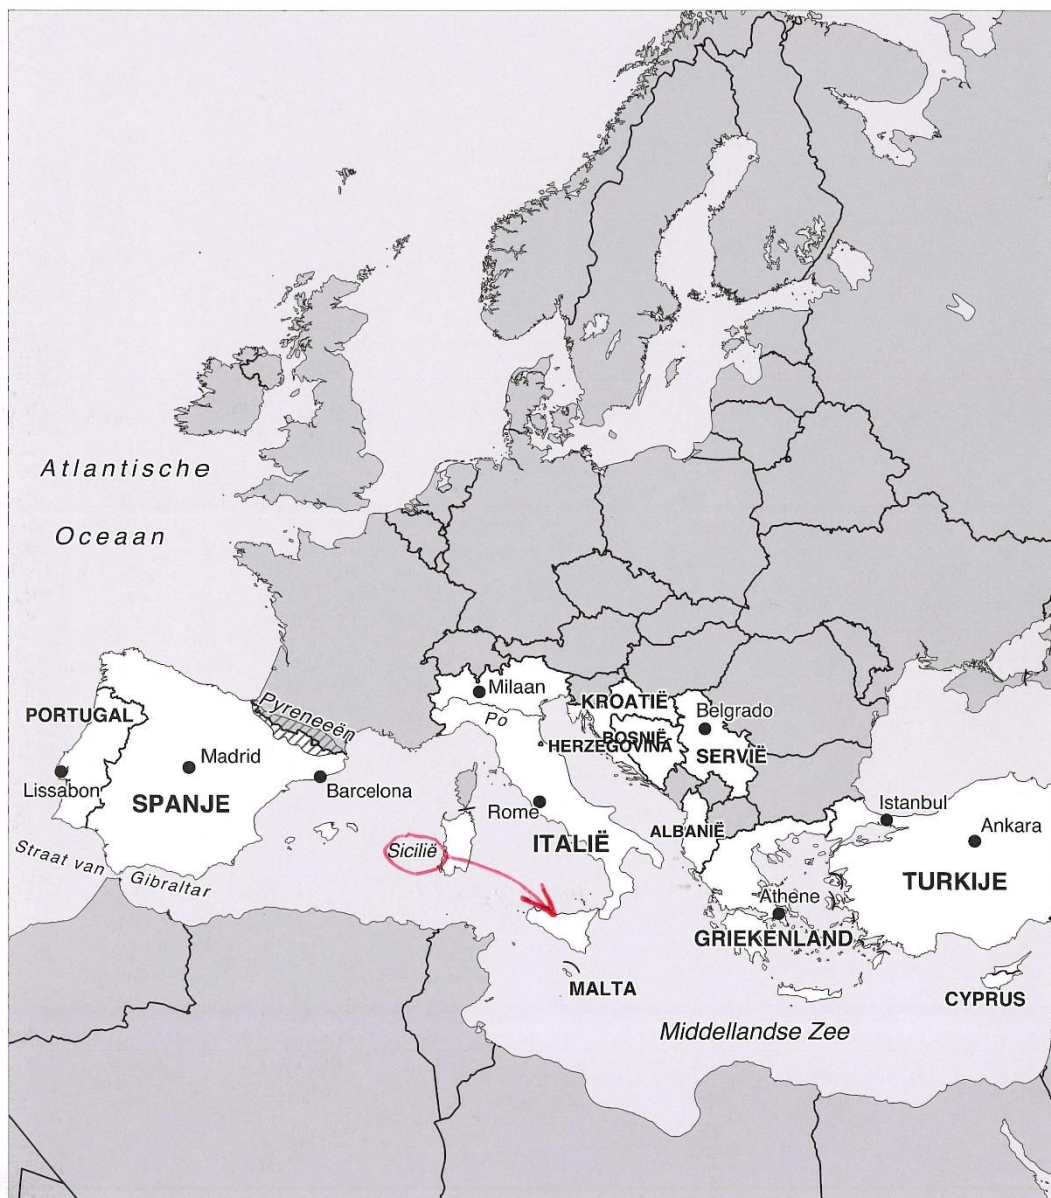 Atlantische
Oceaan
Milaan
KROATIË
Pyreneeën
Po
Belgrado
PORTUGAL
BOSNIË-
HERZEGOVINA
SERVIË
Madrid
Lissabon
SPANJE
Barcelona
Rome
Istanbul
ITALIË
ALBANIË
Ankara
Sicilië
Straat van
Gibraltar
TURKIJE
Athene
GRIEKENLAND
MALTA
CYPRUS
Middellandse Zee